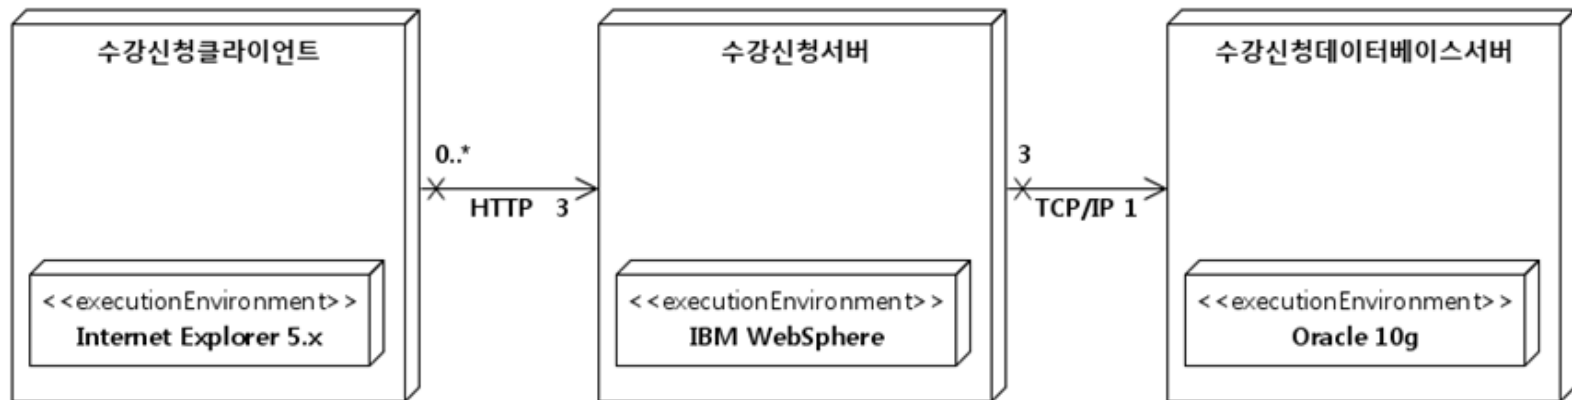 수강신청클라이언트
수강신청서버
수강신청데이터베이스서버
0..*
HTTP 3
3
TCP/IP 1
<<executionEnvironment>>
Internet Explorer 5.x
<<executionEnvironment>>
IBM WebSphere
<<executionEnvironment>>
Oracle 10g